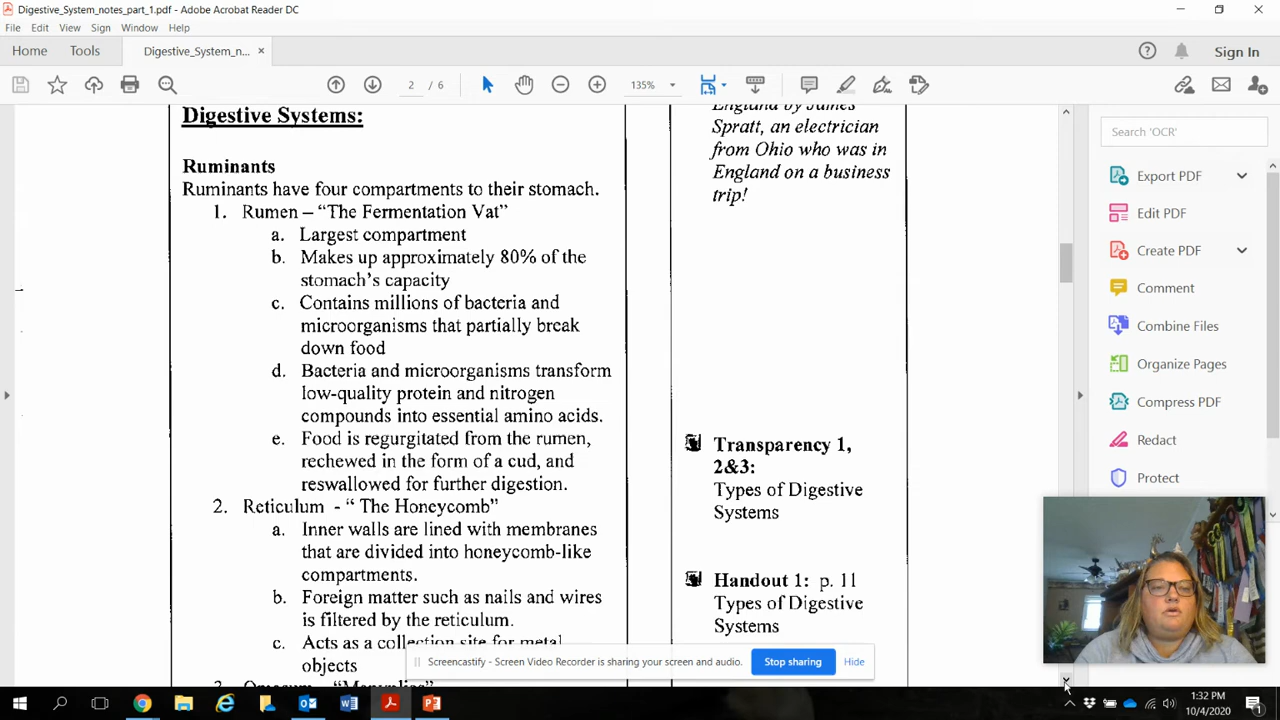 Digestive_System_notes_part_1.pdf - Adobe Acrobat Reader DC
File Edit View Sign Window Help
Home Tools Digestive_System_n... × Sign In
2 / 6 135%
Digestive Systems:
Ruminants
Ruminants have four compartments to their stomach.
1. Rumen – "The Fermentation Vat"
a. Largest compartment
b. Makes up approximately 80% of the
stomach's capacity
c. Contains millions of bacteria and
microorganisms that partially break
down food
d. Bacteria and microorganisms transform
low-quality protein and nitrogen
compounds into essential amino acids.
e. Food is regurgitated from the rumen,
rechewed in the form of a cud, and
reswallowed for further digestion.
2. Reticulum - " The Honeycomb"
a. Inner walls are lined with membranes
that are divided into honeycomb-like
compartments.
b. Foreign matter such as nails and wires
is filtered by the reticulum.
c. Acts as a collection site for metal
objects
England by James
Spratt, an electrician
from Ohio who was in
England on a business
trip!
Transparency 1,
2&3:
Types of Digestive
Systems
Handout 1: p. 11
Types of Digestive
Systems
Search 'OCR'
Export PDF
Edit PDF
Create PDF
Comment
Combine Files
Organize Pages
Compress PDF
Redact
Protect
Screencastify - Screen Video Recorder is sharing your screen and audio. Stop sharing Hide
1:32 PM
10/4/2020